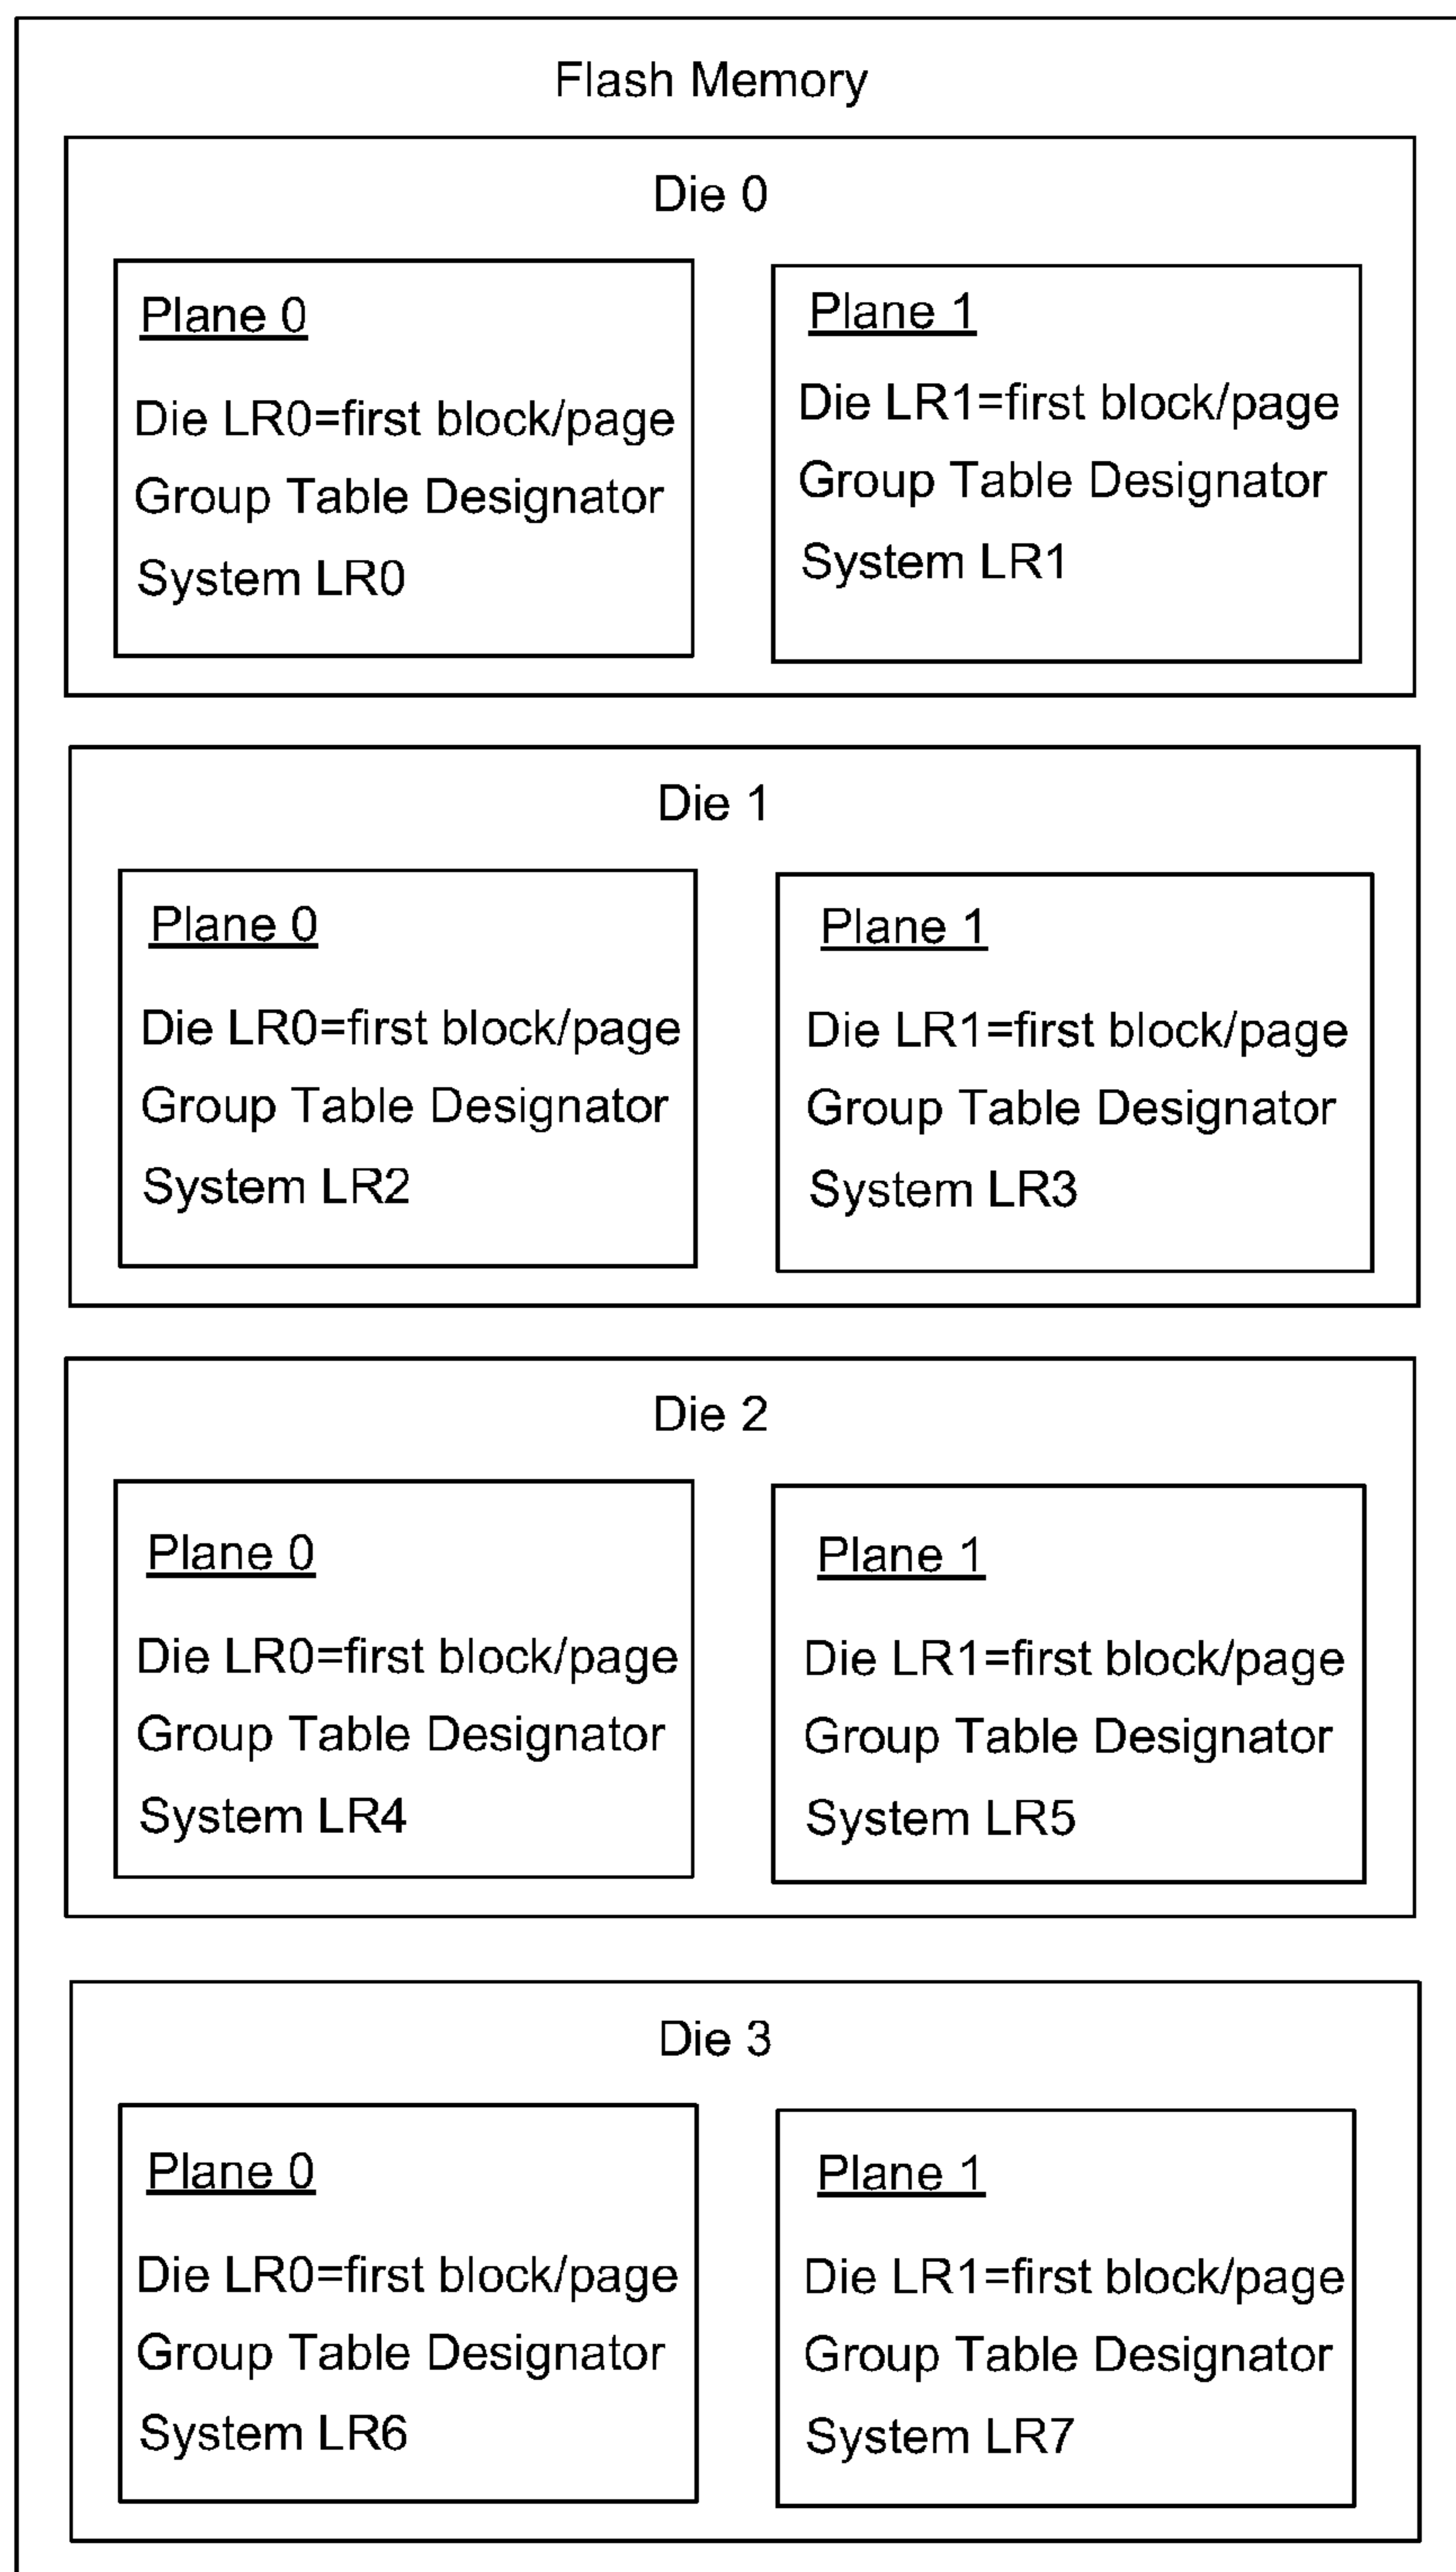 Flash Memory
Die 0
Plane 0
Die LR0=first block/page
Group Table Designator
System LR0
Plane 1
Die LR1=first block/page
Group Table Designator
System LR1
Die 1
Plane 0
Die LR0=first block/page
Group Table Designator
System LR2
Plane 1
Die LR1=first block/page
Group Table Designator
System LR3
Die 2
Plane 0
Die LR0=first block/page
Group Table Designator
System LR4
Plane 1
Die LR1=first block/page
Group Table Designator
System LR5
Die 3
Plane 0
Die LR0=first block/page
Group Table Designator
System LR6
Plane 1
Die LR1=first block/page
Group Table Designator
System LR7